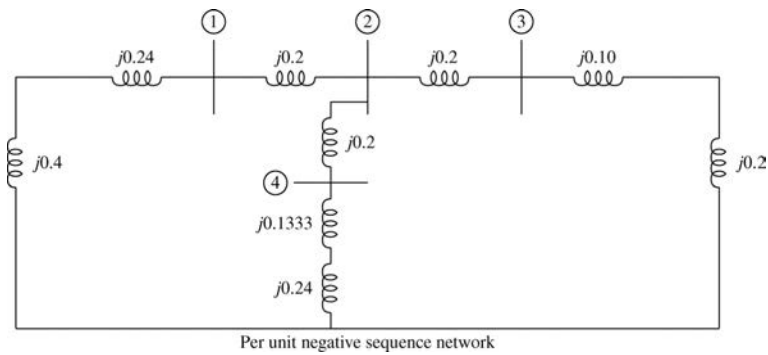 1 2 3
j0.24 j0.2 j0.2 j0.10
j0.4 j0.2 j0.2
4
j0.1333
j0.24
Per unit negative sequence network